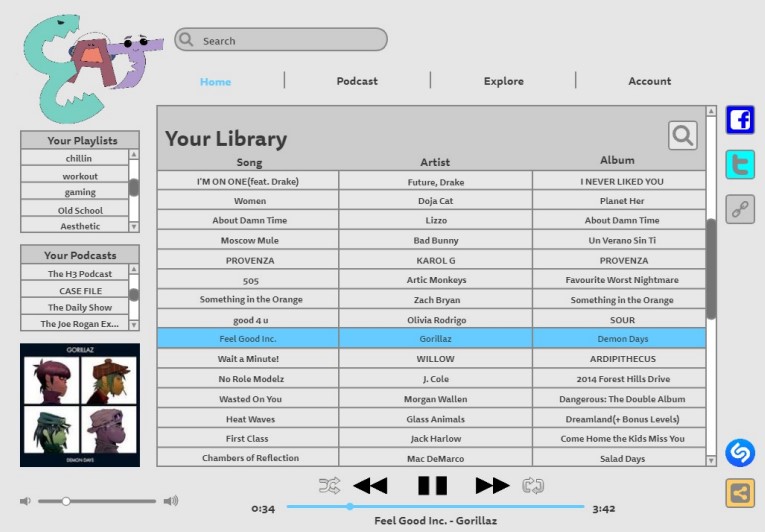 Search
Home Podcast Explore Account
Your Playlists
chillin
workout
gaming
Old School
Aesthetic
Your Podcasts
The H3 Podcast
CASE FILE
The Daily Show
The Joe Rogan Ex...
GORILLAZ
DEMON DAYS
Your Library
Song Artist Album
I'M ON ONE(feat. Drake) Future, Drake I NEVER LIKED YOU
Women Doja Cat Planet Her
About Damn Time Lizzo About Damn Time
Moscow Mule Bad Bunny Un Verano Sin Ti
PROVENZA KAROL G PROVENZA
505 Artic Monkeys Favourite Worst Nightmare
Something in the Orange Zach Bryan Something in the Orange
good 4 u Olivia Rodrigo SOUR
Feel Good Inc. Gorillaz Demon Days
Wait a Minute! WILLOW ARDIPITHECUS
No Role Modelz J. Cole 2014 Forest Hills Drive
Wasted On You Morgan Wallen Dangerous: The Double Album
Heat Waves Glass Animals Dreamland(+ Bonus Levels)
First Class Jack Harlow Come Home the Kids Miss You
Chambers of Reflection Mac DeMarco Salad Days
0:34 3:42
Feel Good Inc. - Gorillaz